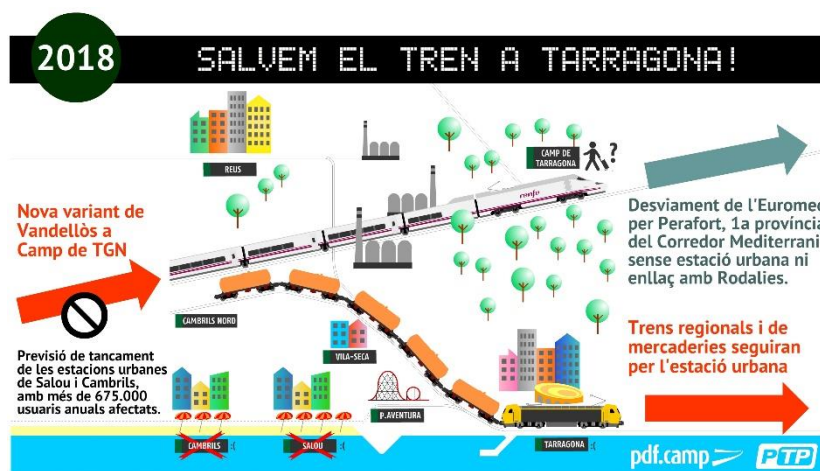 2018
SALVEM EL TREN A TARRAGONA!
REUS
CAMP DE
TARRAGONA
?
renfe
Nova variant de
Vandellòs a
Camp de TGN
Desviament de l'Euromed
per Perafort, 1a província
del Corredor Mediterrani
sense estació urbana ni
enllaç amb Rodalies.
CAMBRILS NORD
VILA-SECA
Trens regionals i de
mercaderies seguiran
per l'estació urbana
Previsió de tancament
de les estacions urbanes
de Salou i Cambrils,
amb més de 675.000
usuaris anuals afectats.
P.AVENTURA
CAMBRILS :(
SALOU :(
TARRAGONA :(
pdf.camp
PTP